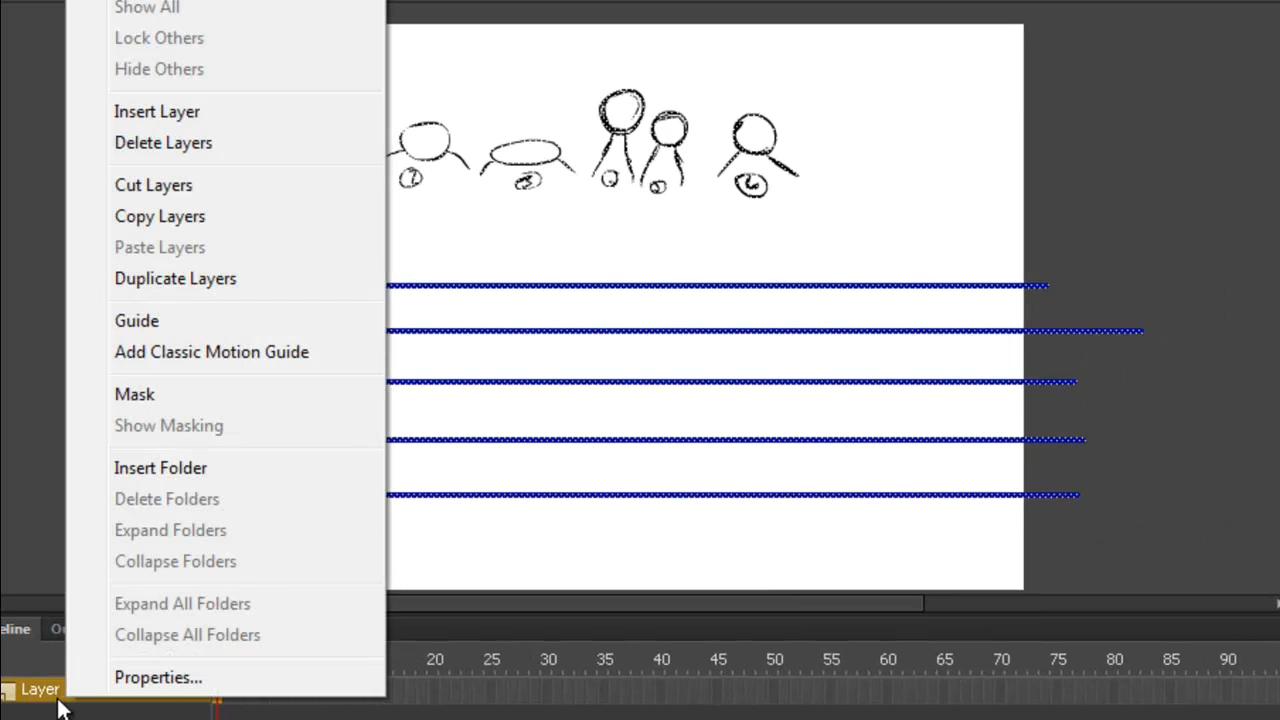 Show All
Lock Others
Hide Others
Insert Layer
Delete Layers
Cut Layers
Copy Layers
Paste Layers
Duplicate Layers
Guide
Add Classic Motion Guide
Mask
Show Masking
Insert Folder
Delete Folders
Expand Folders
Collapse Folders
Expand All Folders
Collapse All Folders
Properties...
eline
20 25 30 35 40 45 50 55 60 65 70 75 80 85 90
Layer